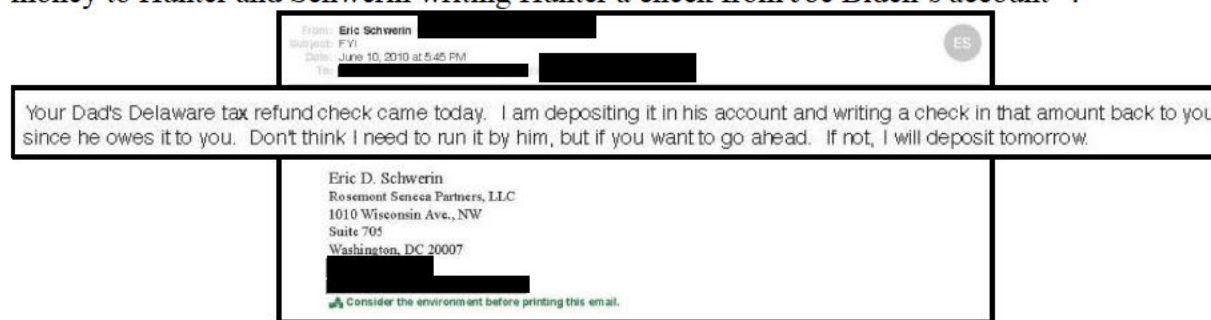 money to Hunter and Schwerin writing Hunter a check from Joe Biden's account
From: Eric Schwerin
Subject: FYI
Date: June 10, 2010 at 5:45 PM
To:
ES
Your Dad's Delaware tax refund check came today. I am depositing it in his account and writing a check in that amount back to you
since he owes it to you. Don't think I need to run it by him, but if you want to go ahead. If not, I will deposit tomorrow.
Eric D. Schwerin
Rosemont Seneca Partners, LLC
1010 Wisconsin Ave., NW
Suite 705
Washington, DC 20007
Consider the environment before printing this email.